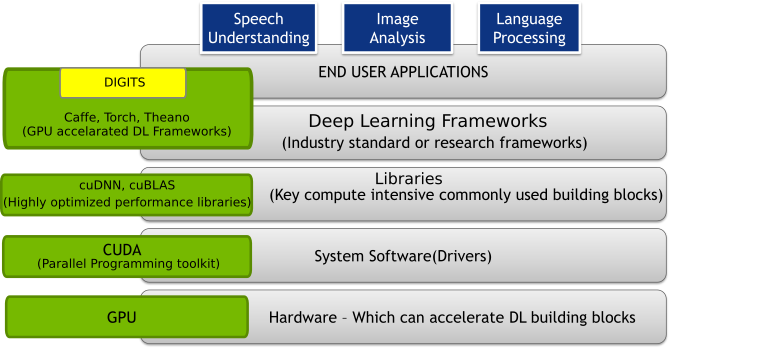 Speech
Understanding
Image
Analysis
Language
Processing
END USER APPLICATIONS
DIGITS
Caffe, Torch, Theano
(GPU accelarated DL Frameworks)
Deep Learning Frameworks
(Industry standard or research frameworks)
cuDNN, cuBLAS
(Highly optimized performance libraries)
Libraries
(Key compute intensive commonly used building blocks)
CUDA
(Parallel Programming toolkit)
System Software(Drivers)
GPU
Hardware – Which can accelerate DL building blocks